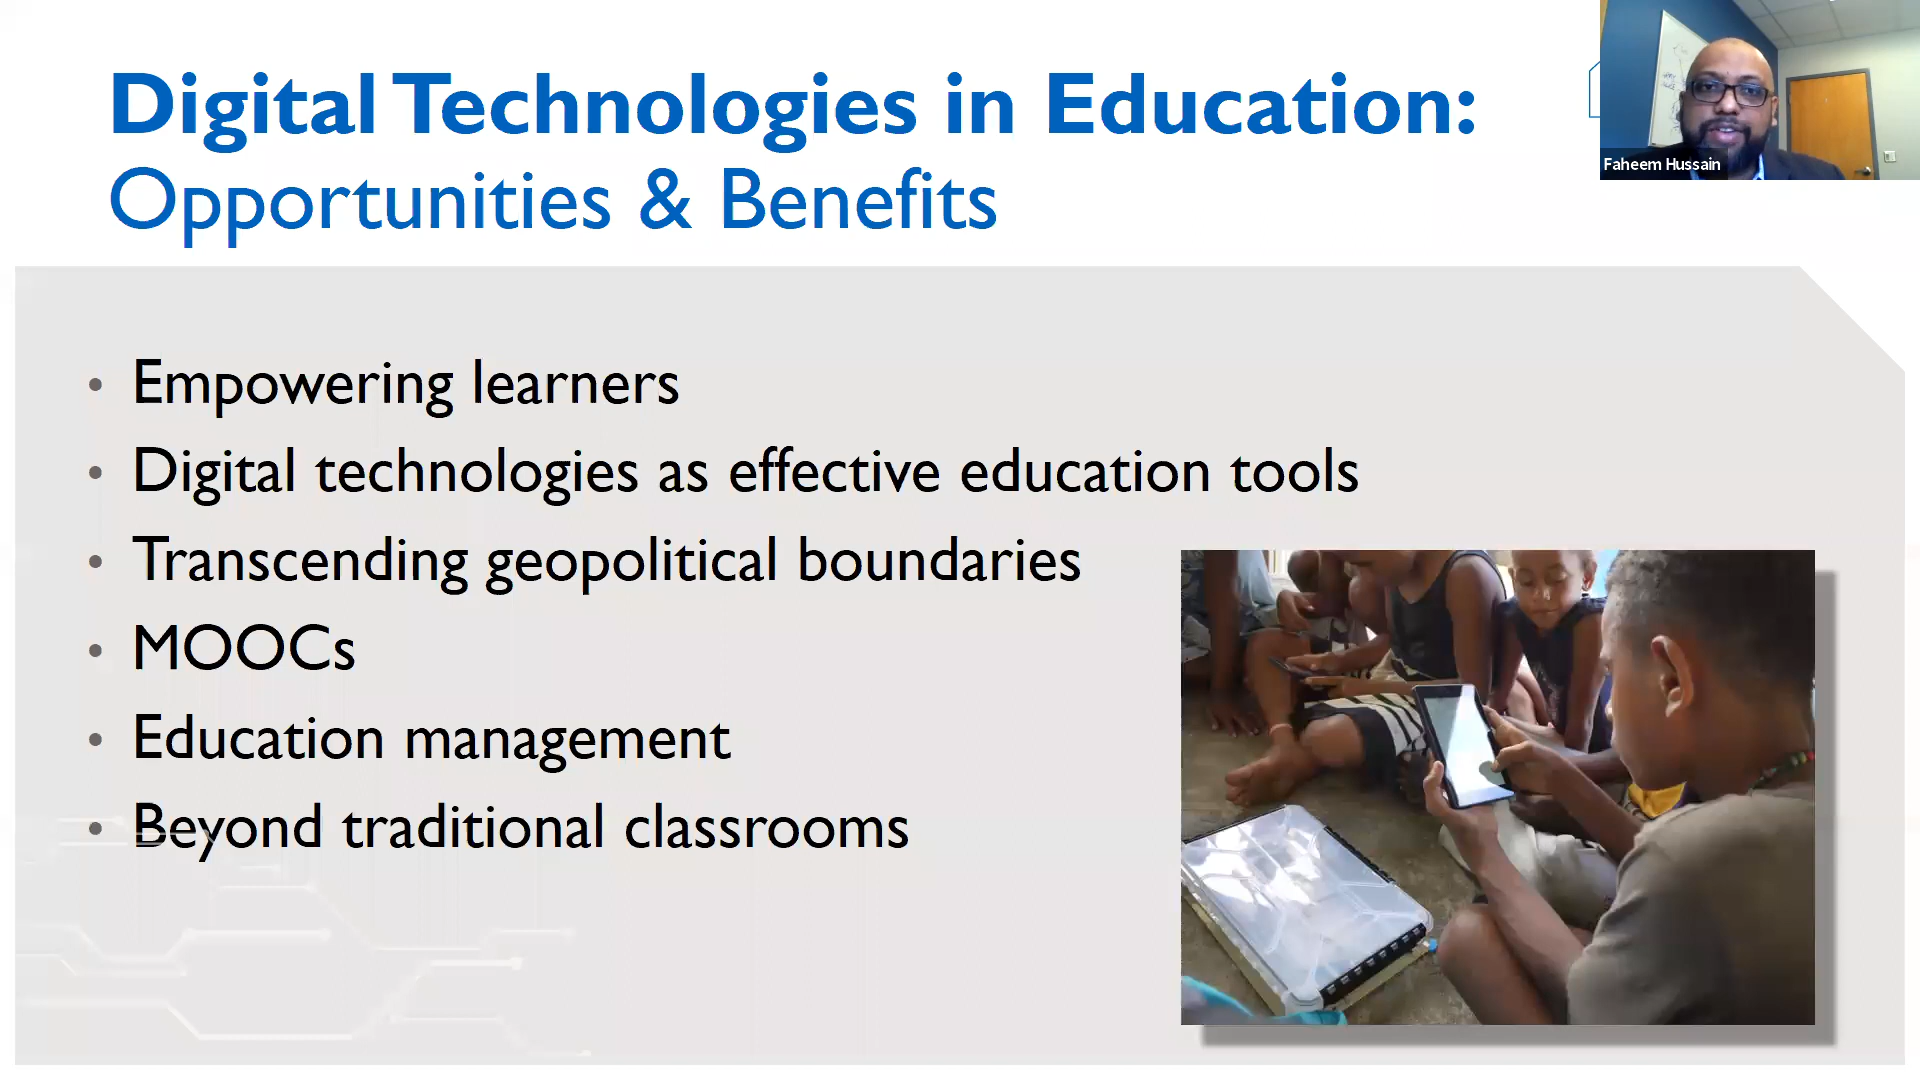 Digital Technologies in Education:
Opportunities & Benefits
Faheem Hussain
• Empowering learners
• Digital technologies as effective education tools
• Transcending geopolitical boundaries
• MOOCs
• Education management
• Beyond traditional classrooms